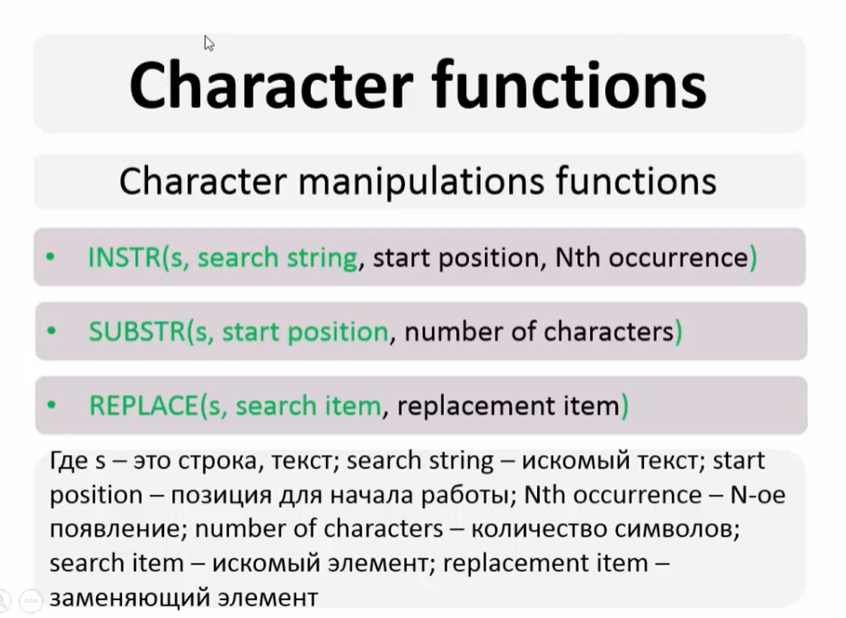 Character functions
Character manipulations functions
• INSTR(s, search string, start position, Nth occurrence)
• SUBSTR(s, start position, number of characters)
• REPLACE(s, search item, replacement item)
Где s – это строка, текст; search string – искомый текст; start
position – позиция для начала работы; Nth occurrence – N-ое
появление; number of characters – количество символов;
search item – искомый элемент; replacement item –
заменяющий элемент